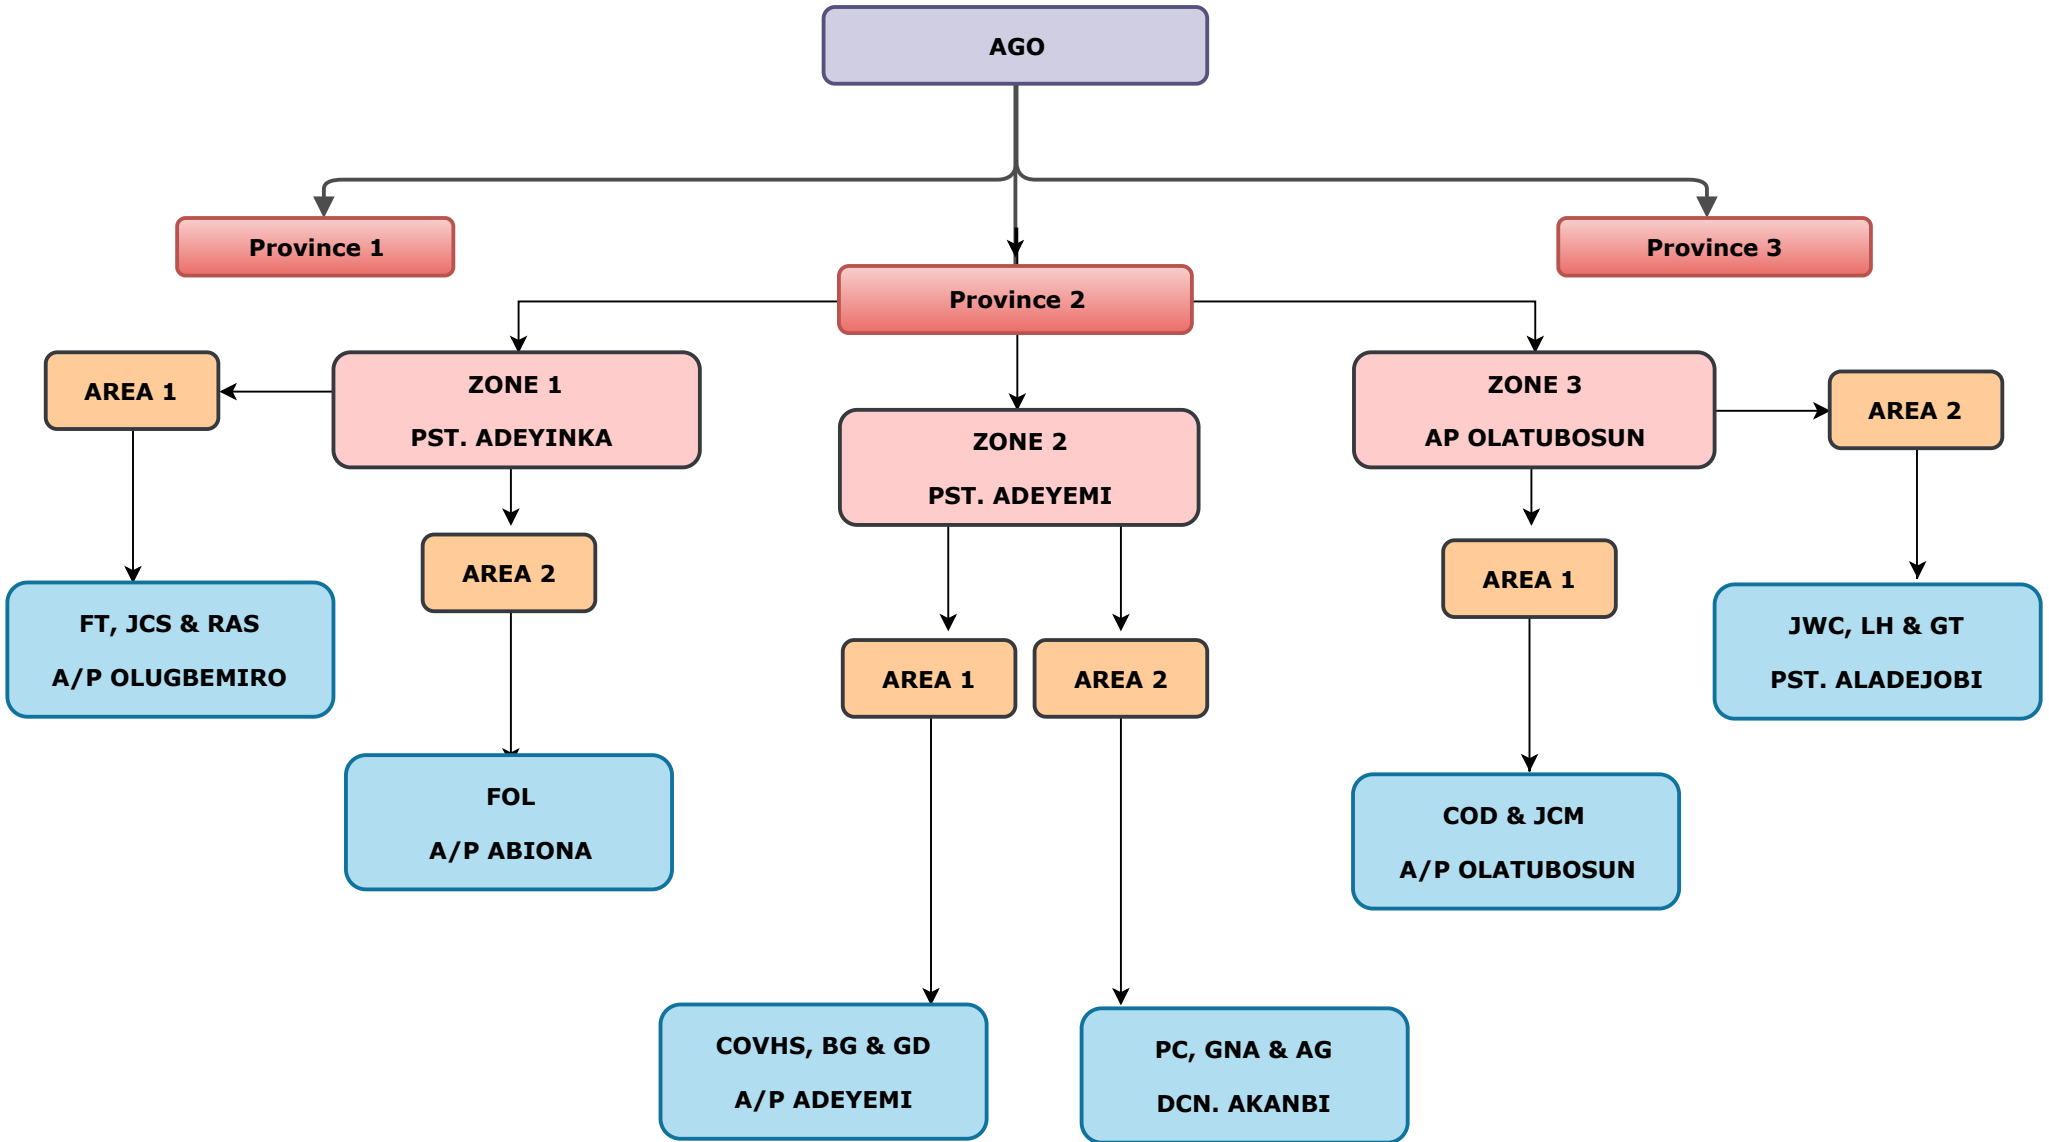 AGO
Province 1
Province 3
Province 2
AREA 1
ZONE 1
PST. ADEYINKA
ZONE 2
PST. ADEYEMI
ZONE 3
AP OLATUBOSUN
AREA 2
AREA 2
AREA 1
FT, JCS & RAS
A/P OLUGBEMIRO
JWC, LH & GT
PST. ALADEJOBI
AREA 1
AREA 2
FOL
A/P ABIONA
COD & JCM
A/P OLATUBOSUN
COVHS, BG & GD
A/P ADEYEMI
PC, GNA & AG
DCN. AKANBI